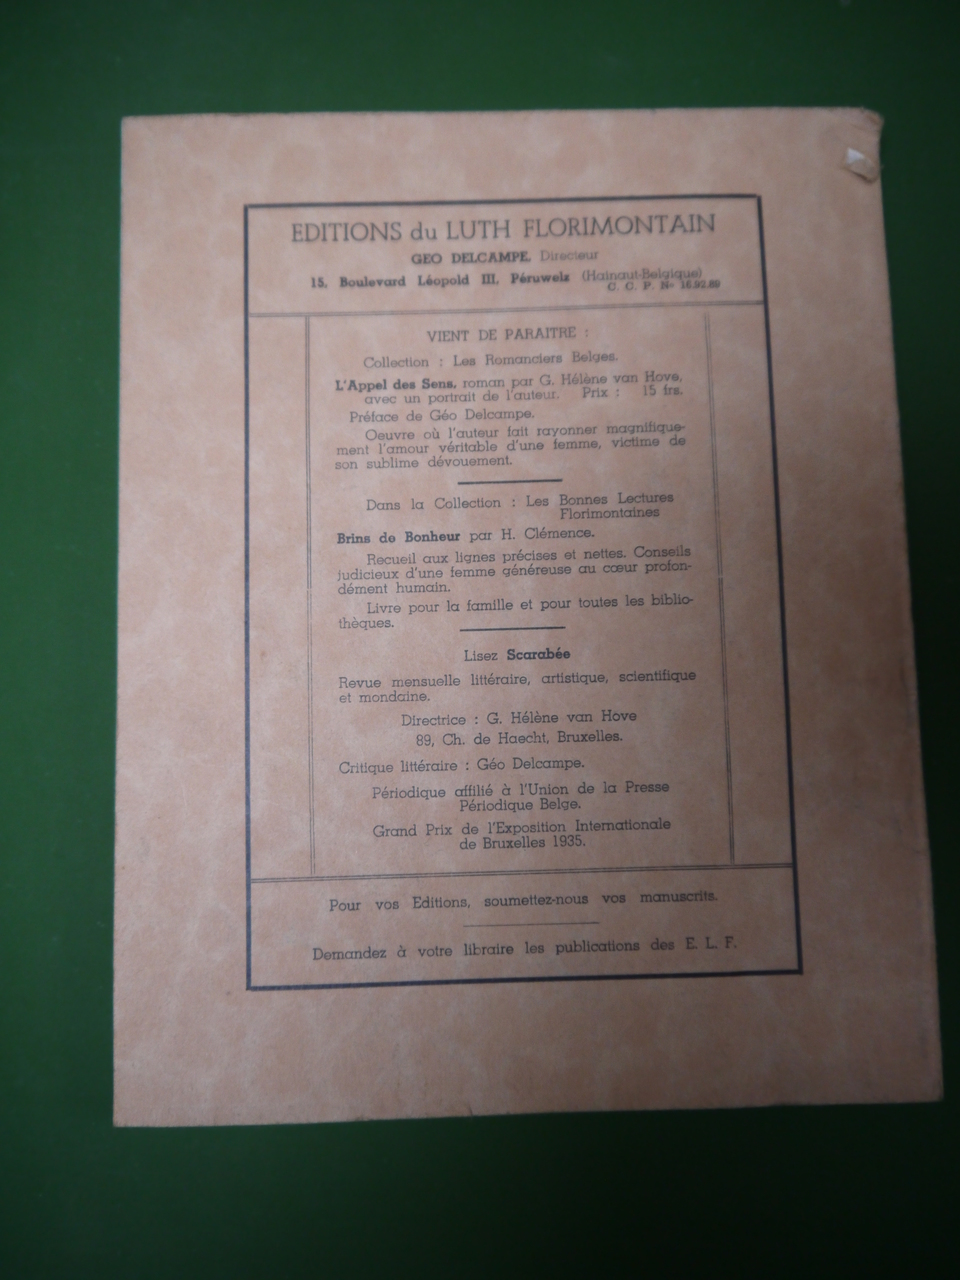 EDITIONS du LUTH FLORIMONTAIN
GEO DELCAMPE, Directeur
15, Boulevard Léopold III, Péruwelz (Hainaut-Belgique)
C. C. P. No 16.92.89
VIENT DE PARAITRE :
Collection : Les Romanciers Belges.
L'Appel des Sens, roman par G. Hélène van Hove,
avec un portrait de l'auteur. Prix : 15 frs.
Préface de Géo Delcampe.
Oeuvre où l'auteur fait rayonner magnifique-
ment l'amour véritable d'une femme, victime de
son sublime dévouement.
Dans la Collection : Les Bonnes Lectures
Florimontaines
Brins de Bonheur par H. Clémence.
Recueil aux lignes précises et nettes. Conseils
judicieux d'une femme généreuse au cœur profon-
dément humain.
Livre pour la famille et pour toutes les biblio-
thèques.
Lisez Scarabée
Revue mensuelle littéraire, artistique, scientifique
et mondaine.
Directrice : G. Hélène van Hove
89, Ch. de Haecht, Bruxelles.
Critique littéraire : Géo Delcampe.
Périodique affilié à l'Union de la Presse
Périodique Belge.
Grand Prix de l'Exposition Internationale
de Bruxelles 1935.
Pour vos Editions, soumettez-nous vos manuscrits.
Demandez à votre libraire les publications des E. L. F.